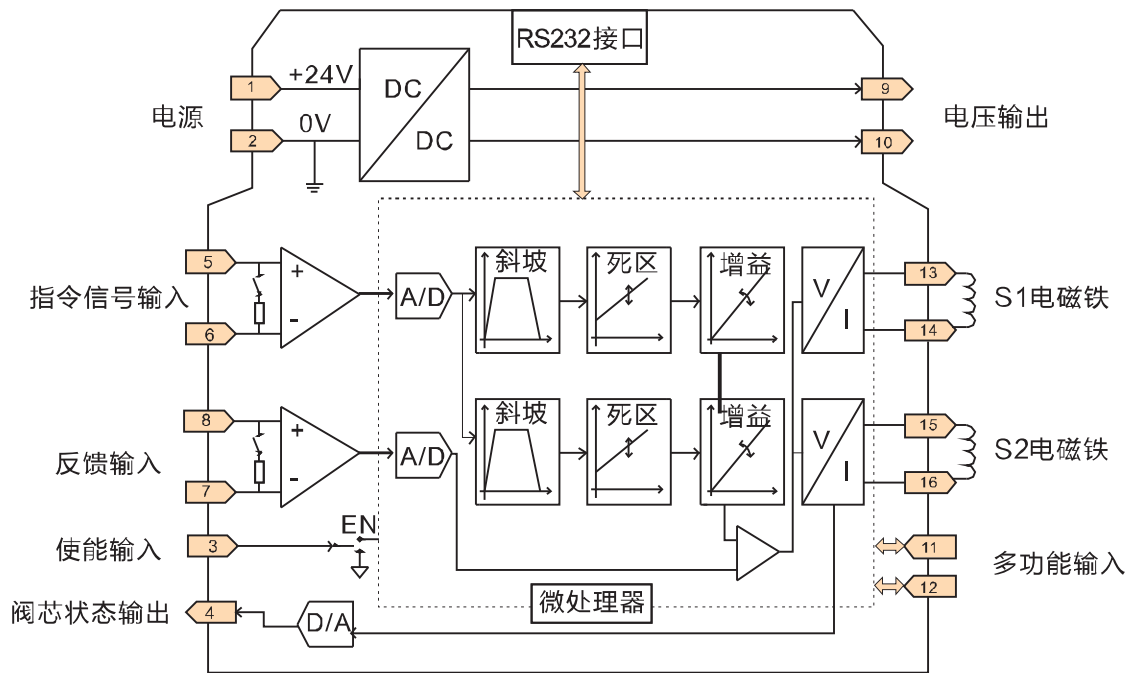 RS232接口
电源
1
+24V
2
0V
DC
DC
9
10
电压输出
指令信号输入
5
6
+
-
A/D
斜坡
死区
增益
V
I
13
14
S1电磁铁
反馈输入
8
7
+
-
A/D
斜坡
死区
增益
V
I
15
16
S2电磁铁
使能输入
3
EN
11
12
多功能输入
阀芯状态输出
4
D/A
微处理器